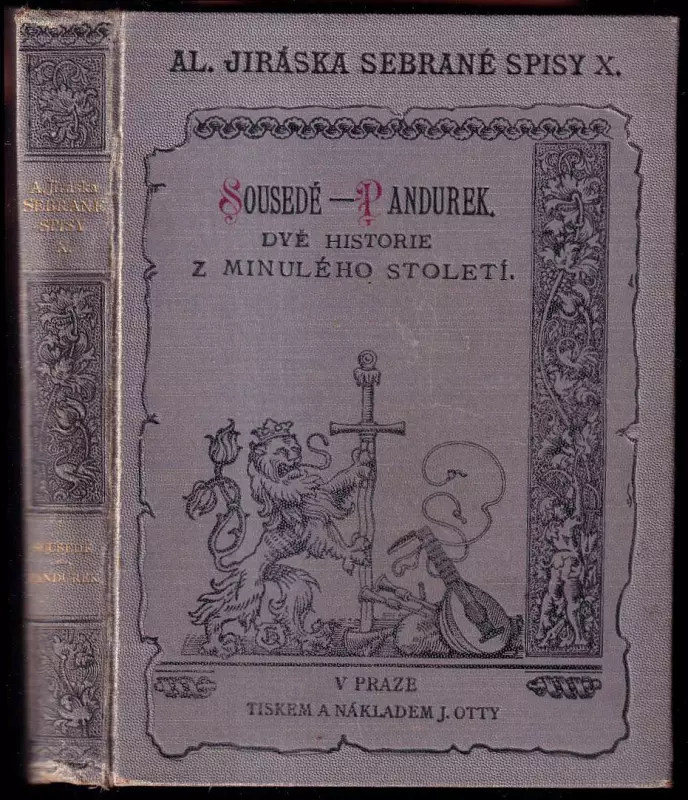 AL. JIRÁSKA SEBRANÉ SPISY X.
SOUSEDÉ — PANDUREK.
DVĚ HISTORIE
Z MINULÉHO STOLETÍ.
V PRAZE
TISKEM A NÁKLADEM J. OTTY
A. Jiráska
SEBRANÉ
SPISY
X.
SOUSEDÉ
—
PANDUREK